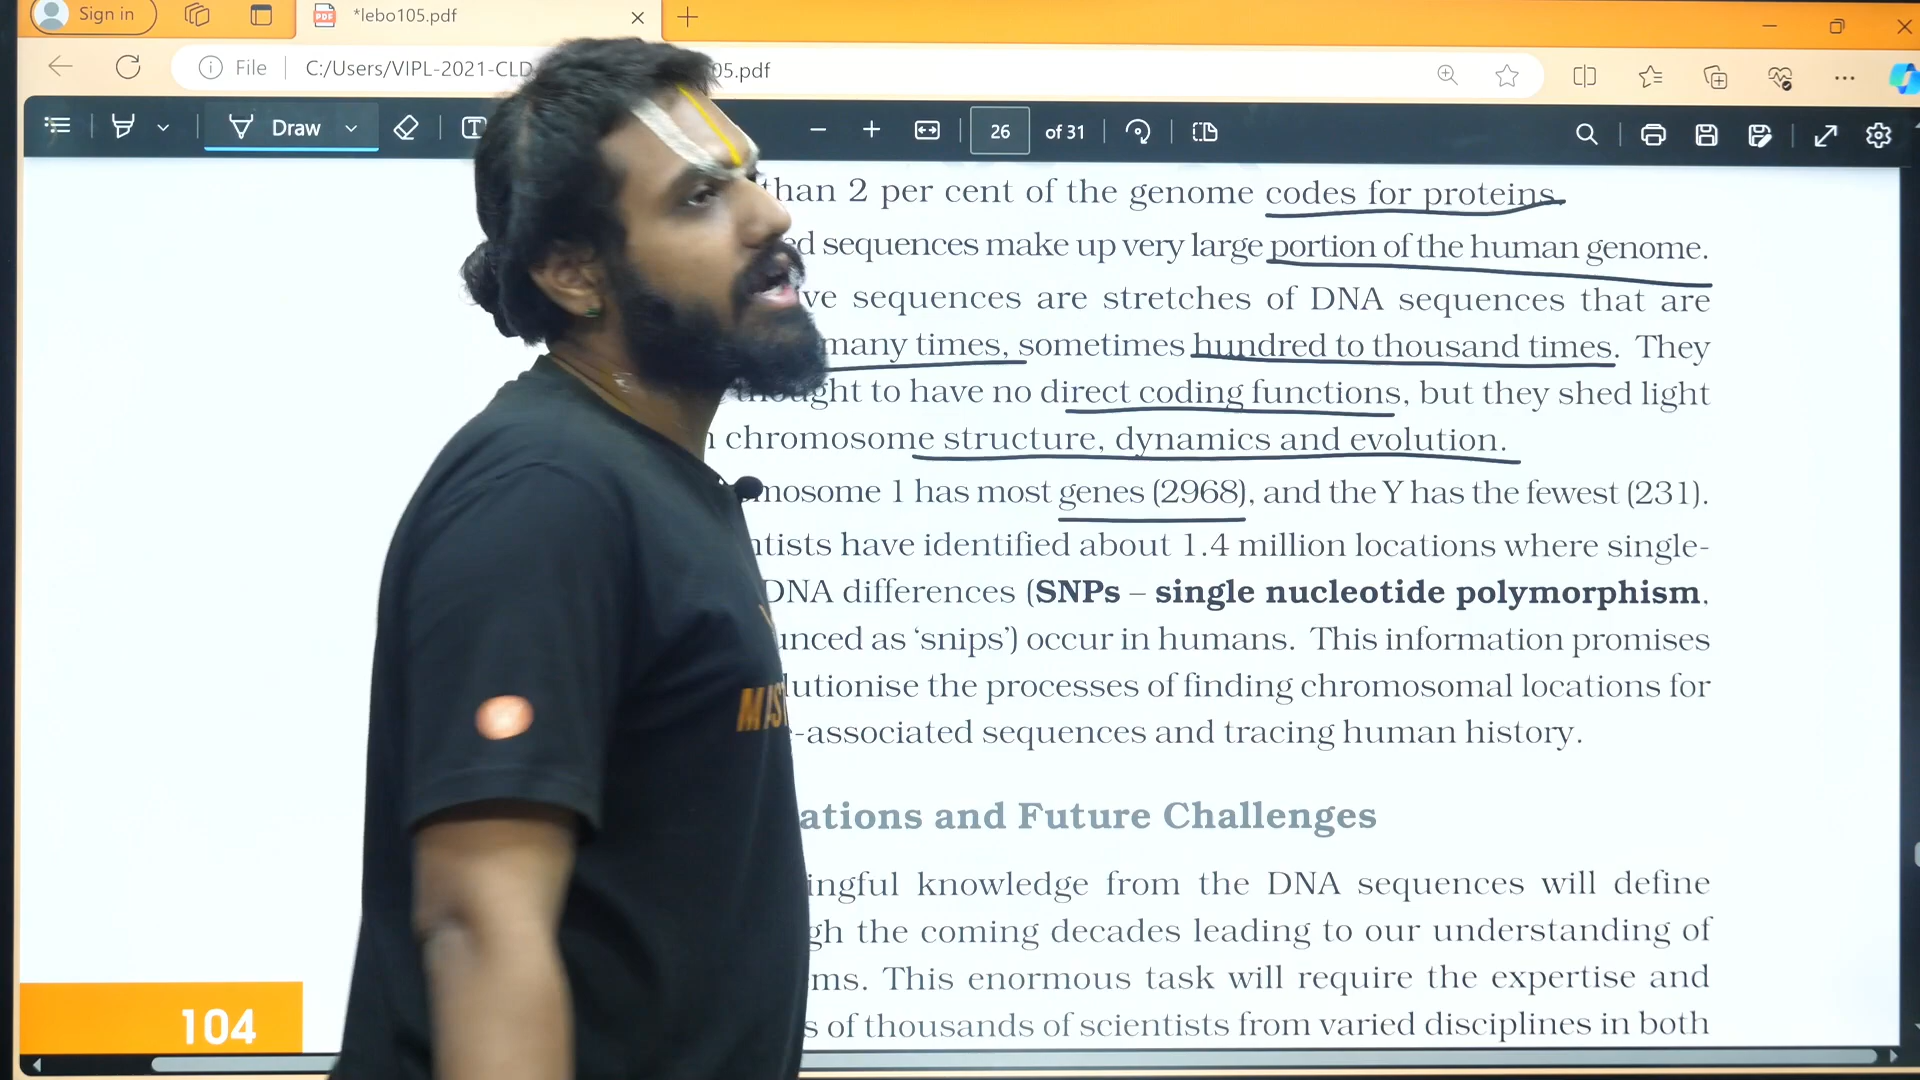 Sign in
*lebo105.pdf
File
C:/Users/VIPL-2021-CLD
05.pdf
Draw
26 of 31
than 2 per cent of the genome codes for proteins.
ed sequences make up very large portion of the human genome.
ve sequences are stretches of DNA sequences that are
many times, sometimes hundred to thousand times. They
thought to have no direct coding functions, but they shed light
chromosome structure, dynamics and evolution.
mosome 1 has most genes (2968), and the Y has the fewest (231).
ntists have identified about 1.4 million locations where single-
DNA differences (SNPs – single nucleotide polymorphism,
unced as ‘snips’) occur in humans. This information promises
lutionise the processes of finding chromosomal locations for
-associated sequences and tracing human history.
ations and Future Challenges
ingful knowledge from the DNA sequences will define
gh the coming decades leading to our understanding of
ms. This enormous task will require the expertise and
s of thousands of scientists from varied disciplines in both
104